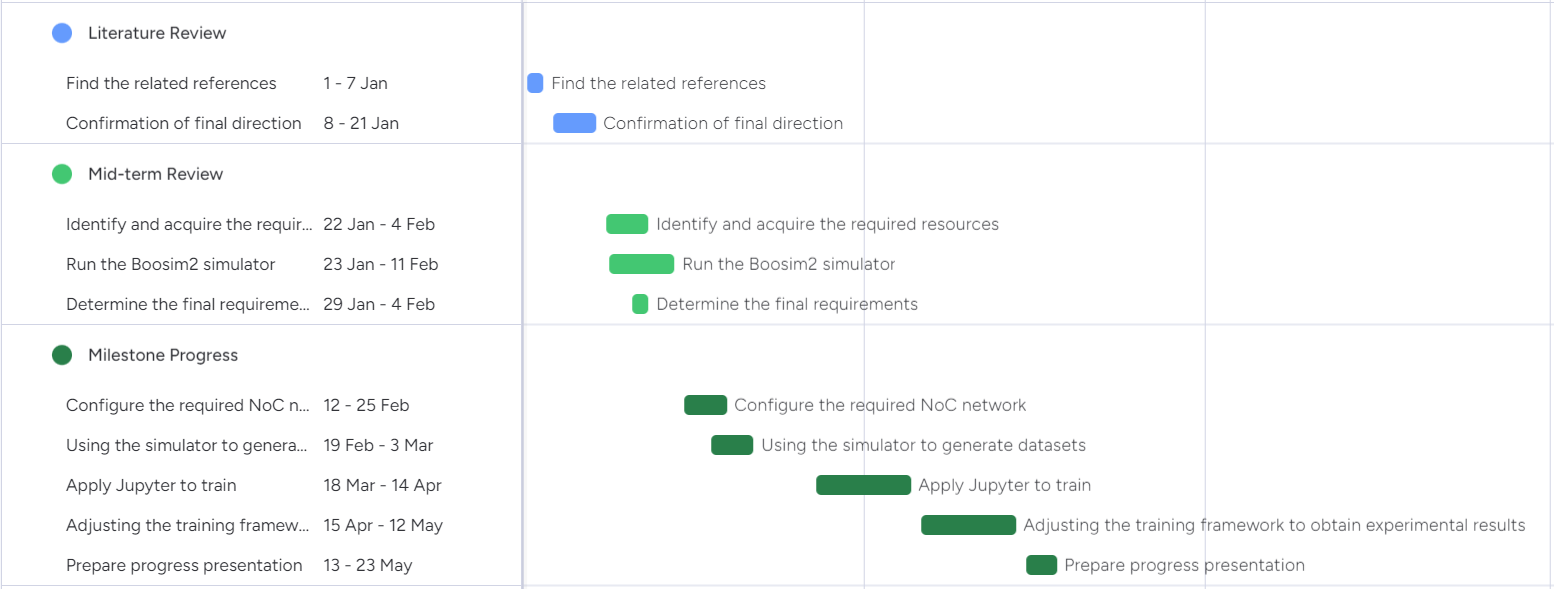 Literature Review
Find the related references 1 - 7 Jan Find the related references
Confirmation of final direction 8 - 21 Jan Confirmation of final direction
Mid-term Review
Identify and acquire the requir... 22 Jan - 4 Feb Identify and acquire the required resources
Run the Boosim2 simulator 23 Jan - 11 Feb Run the Boosim2 simulator
Determine the final requireme... 29 Jan - 4 Feb Determine the final requirements
Milestone Progress
Configure the required NoC n... 12 - 25 Feb Configure the required NoC network
Using the simulator to genera... 19 Feb - 3 Mar Using the simulator to generate datasets
Apply Jupyter to train 18 Mar - 14 Apr Apply Jupyter to train
Adjusting the training framew... 15 Apr - 12 May Adjusting the training framework to obtain experimental results
Prepare progress presentation 13 - 23 May Prepare progress presentation